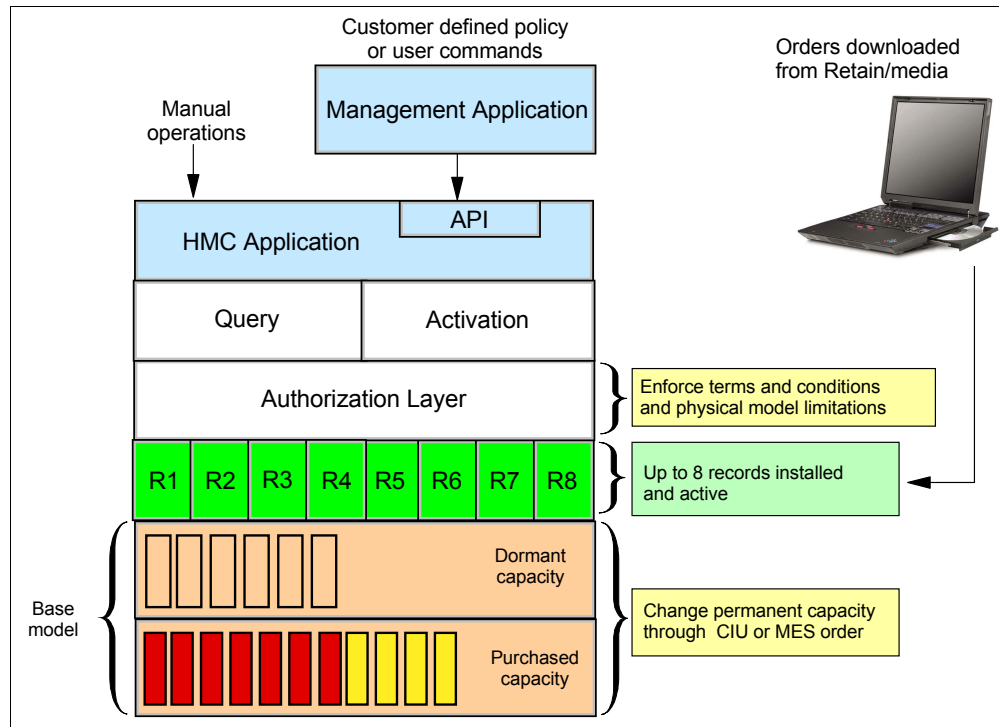 Customer defined policy
or user commands
Orders downloaded
from Retain/media
Manual
operations
Management Application
API
HMC Application
Query
Activation
Authorization Layer
Enforce terms and conditions
and physical model limitations
R1
R2
R3
R4
R5
R6
R7
R8
Up to 8 records installed
and active
Dormant
capacity
Base
model
Change permanent capacity
through CIU or MES order
Purchased
capacity